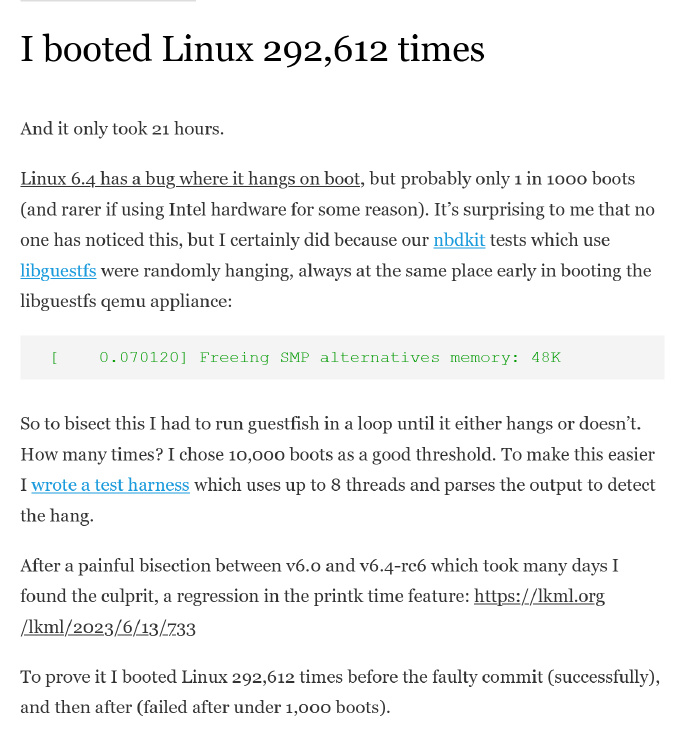 I booted Linux 292,612 times
And it only took 21 hours.
Linux 6.4 has a bug where it hangs on boot, but probably only 1 in 1000 boots
(and rarer if using Intel hardware for some reason). It’s surprising to me that no
one has noticed this, but I certainly did because our nbdkit tests which use
libguestfs were randomly hanging, always at the same place early in booting the
libguestfs qemu appliance:
[    0.070120] Freeing SMP alternatives memory: 48K
So to bisect this I had to run guestfish in a loop until it either hangs or doesn’t.
How many times? I chose 10,000 boots as a good threshold. To make this easier
I wrote a test harness which uses up to 8 threads and parses the output to detect
the hang.
After a painful bisection between v6.0 and v6.4-rc6 which took many days I
found the culprit, a regression in the printk time feature: https://lkml.org
/lkml/2023/6/13/733
To prove it I booted Linux 292,612 times before the faulty commit (successfully),
and then after (failed after under 1,000 boots).